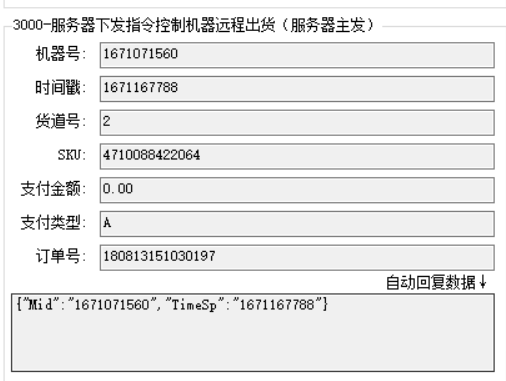 3000-服务器下发指令控制机器远程出货（服务器主发）
机器号: 1671071560
时间戳: 1671167788
货道号: 2
SKU: 4710088422064
支付金额: 0.00
支付类型: A
订单号: 180813151030197
自动回复数据↓
{"Mid":"1671071560","TimeSp":"1671167788"}